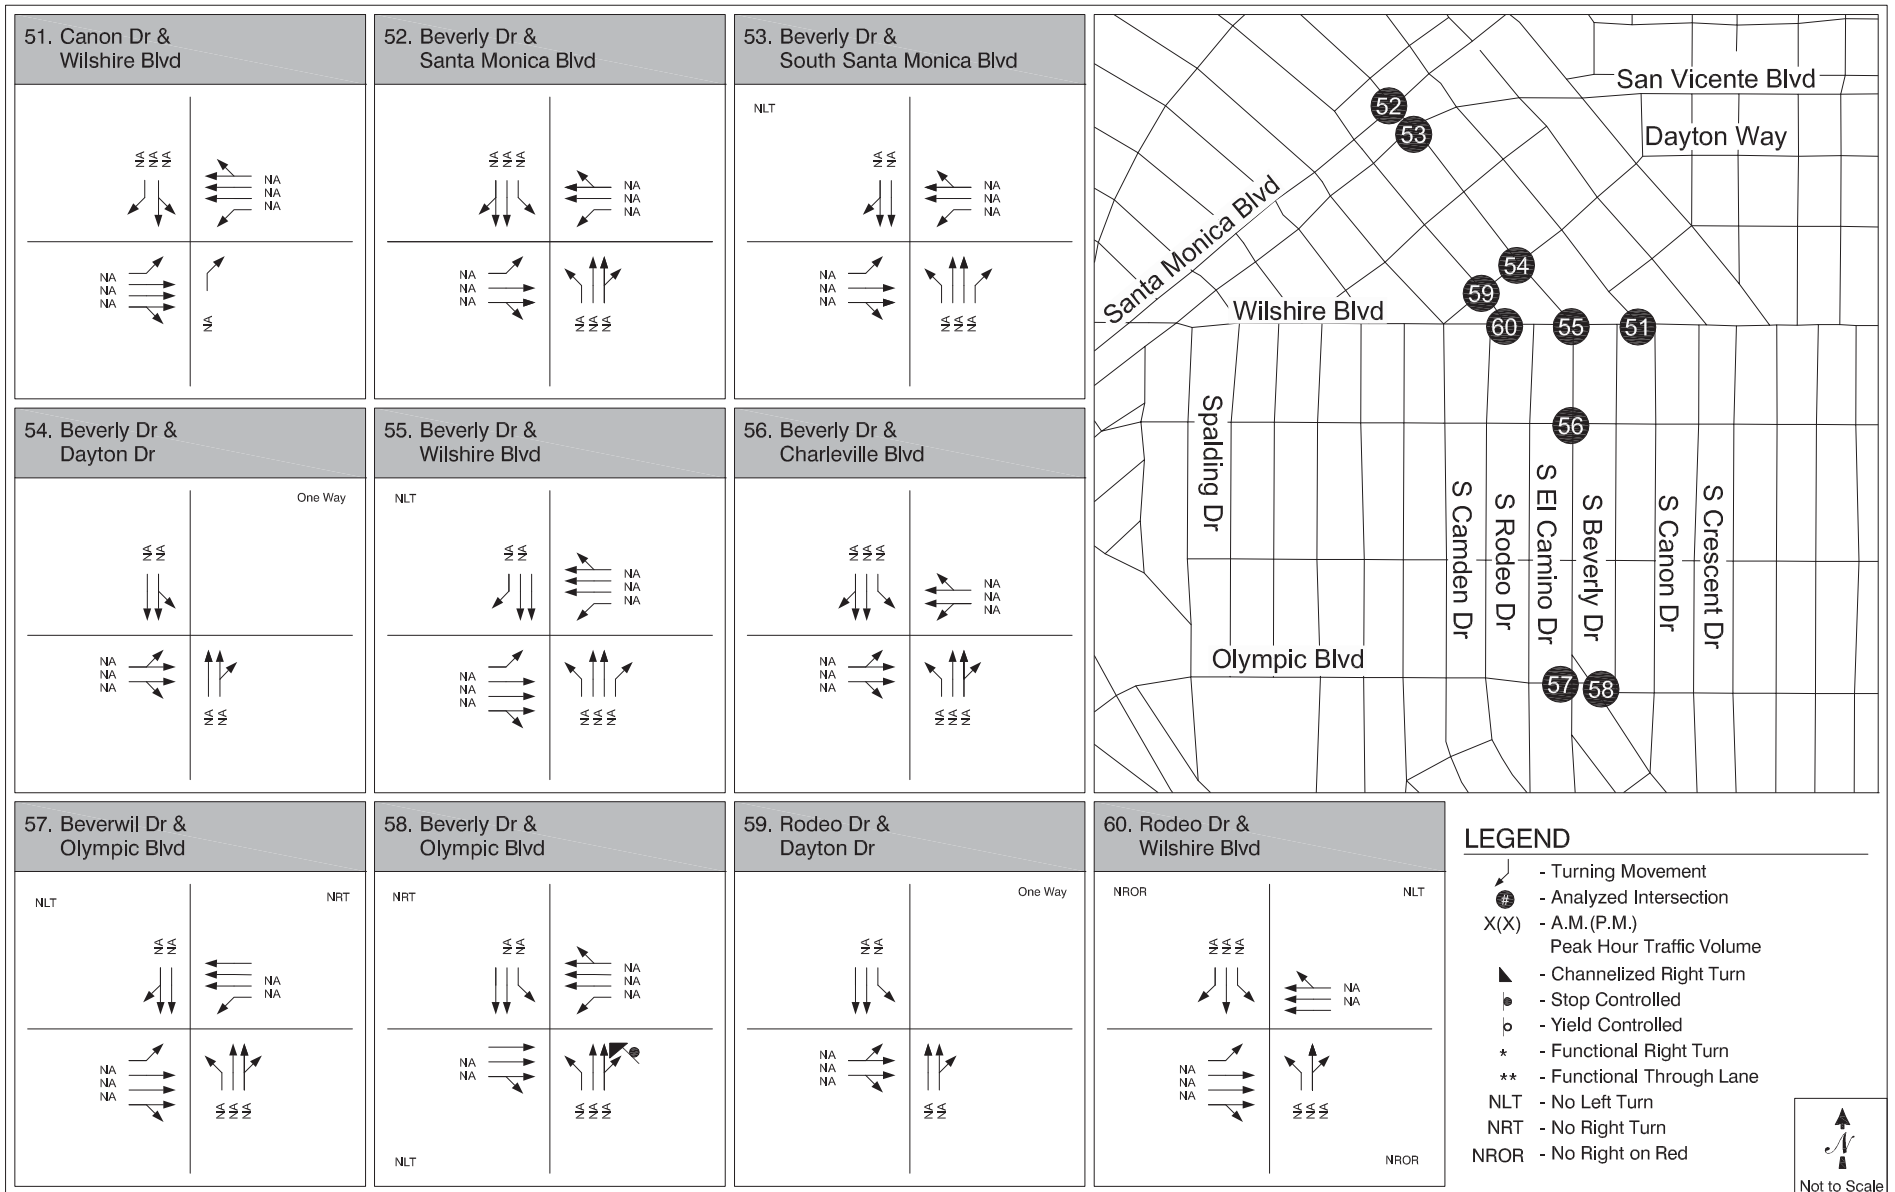 51. Canon Dr &
Wilshire Blvd
NA NA NA
NA
NA
NA
NA
NA
NA
NA
52. Beverly Dr &
Santa Monica Blvd
NA NA NA
NA
NA
NA
NA
NA
NA
NA NA NA
53. Beverly Dr &
South Santa Monica Blvd
NLT
NA NA
NA
NA
NA
NA
NA
NA
NA NA NA
54. Beverly Dr &
Dayton Dr
One Way
NA NA
NA
NA
NA
NA NA
55. Beverly Dr &
Wilshire Blvd
NLT
NA NA
NA
NA
NA
NA
NA
NA
NA NA NA
56. Beverly Dr &
Charleville Blvd
NA NA NA
NA
NA
NA
NA
NA
NA
NA NA NA
57. Beverwil Dr &
Olympic Blvd
NLT
NRT
NA NA
NA
NA
NA
NA
NA
NA NA NA
58. Beverly Dr &
Olympic Blvd
NRT
NA NA
NA
NA
NA
NA
NA
NA NA NA
NLT
59. Rodeo Dr &
Dayton Dr
One Way
NA NA
NA
NA
NA
NA NA
60. Rodeo Dr &
Wilshire Blvd
NROR
NLT
NA NA NA
NA
NA
NA
NA
NA
NA NA NA
NROR
San Vicente Blvd
52
53
Dayton Way
Santa Monica Blvd
54
59
Wilshire Blvd
60
55
51
56
Spalding Dr
S Camden Dr
S Rodeo Dr
S El Camino Dr
S Beverly Dr
S Canon Dr
S Crescent Dr
Olympic Blvd
57
58
LEGEND
- Turning Movement
# - Analyzed Intersection
X(X) - A.M.(P.M.)
Peak Hour Traffic Volume
- Channelized Right Turn
- Stop Controlled
- Yield Controlled
* - Functional Right Turn
** - Functional Through Lane
NLT - No Left Turn
NRT - No Right Turn
NROR - No Right on Red
N
Not to Scale